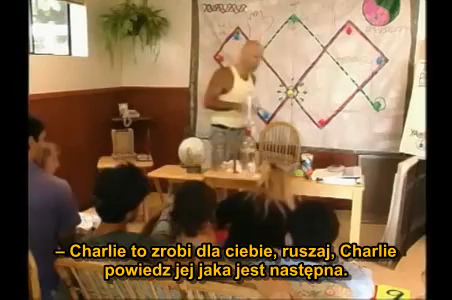 – Charlie to zrobi dla ciebie, ruszaj, Charlie
powiedz jej jaka jest następna.